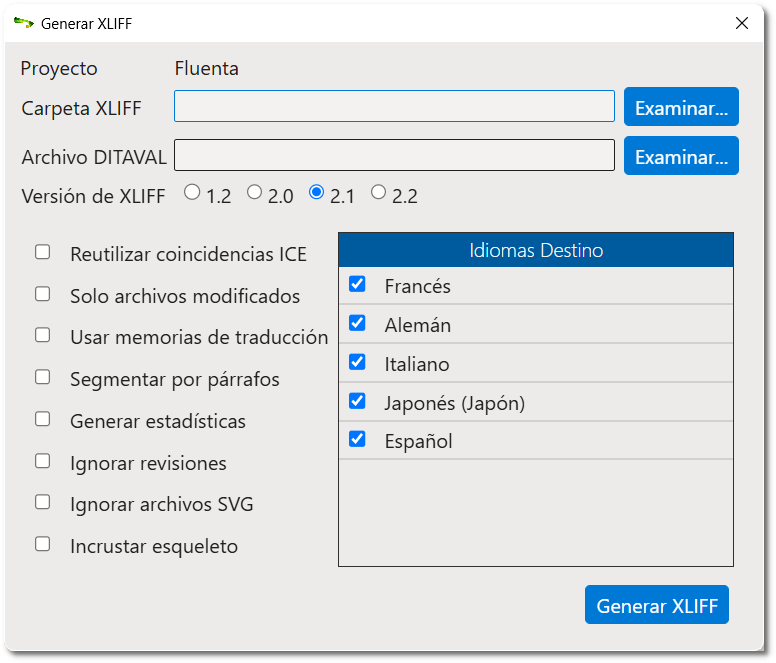 Generar XLIFF
Proyecto Fluenta
Carpeta XLIFF Examinar...
Archivo DITAVAL Examinar...
Versión de XLIFF 1.2 2.0 2.1 2.2
Reutilizar coincidencias ICE
Solo archivos modificados
Usar memorias de traducción
Segmentar por párrafos
Generar estadísticas
Ignorar revisiones
Ignorar archivos SVG
Incrustar esqueleto
Idiomas Destino
Francés
Alemán
Italiano
Japonés (Japón)
Español
Generar XLIFF